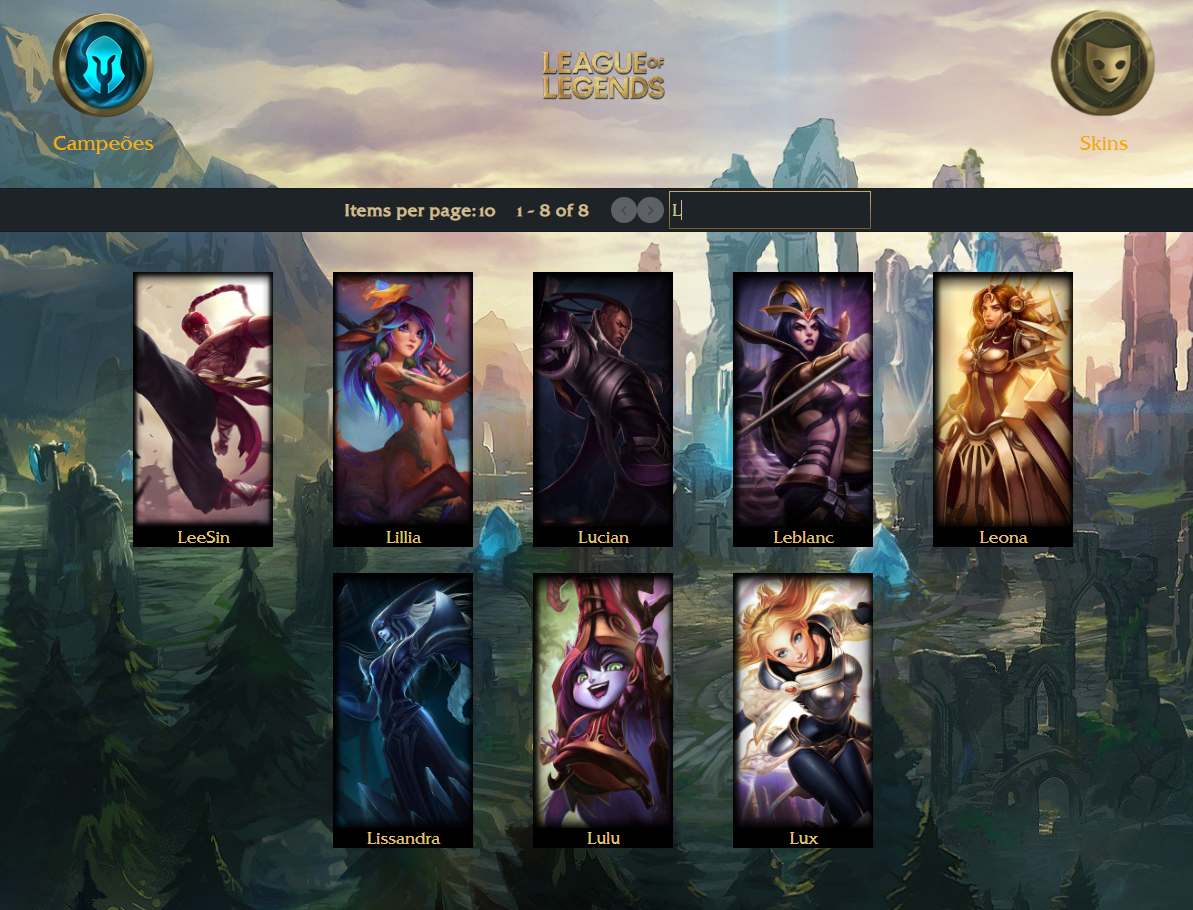 LEAGUE OF
LEGENDS
Campeões
Skins
Items per page: 10 1 - 8 of 8 L
LeeSin Lillia Lucian Leblanc Leona
Lissandra Lulu Lux